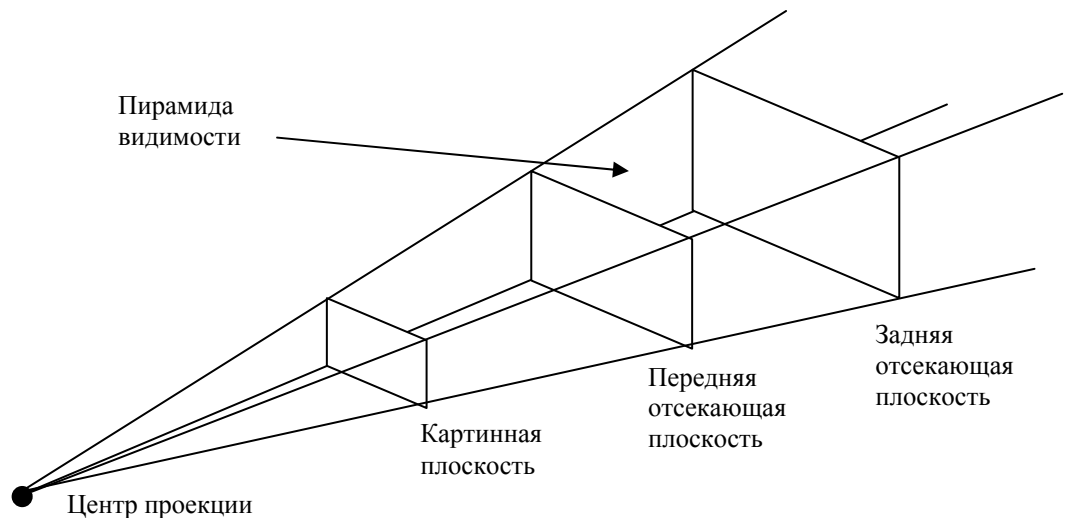 Пирамида
видимости
Задняя
отсекающая
плоскость
Передняя
отсекающая
плоскость
Картинная
плоскость
Центр проекции